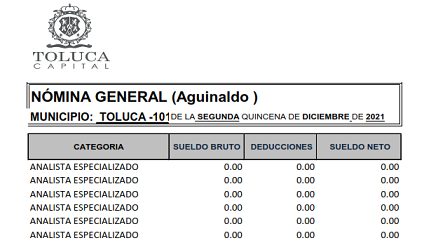 TOLUCA
CAPITAL
NÓMINA GENERAL (Aguinaldo )
MUNICIPIO: TOLUCA -101 DE LA SEGUNDA QUINCENA DE DICIEMBRE DE 2021
CATEGORIA SUELDO BRUTO DEDUCCIONES SUELDO NETO
ANALISTA ESPECIALIZADO 0.00 0.00 0.00
ANALISTA ESPECIALIZADO 0.00 0.00 0.00
ANALISTA ESPECIALIZADO 0.00 0.00 0.00
ANALISTA ESPECIALIZADO 0.00 0.00 0.00
ANALISTA ESPECIALIZADO 0.00 0.00 0.00
ANALISTA ESPECIALIZADO 0.00 0.00 0.00